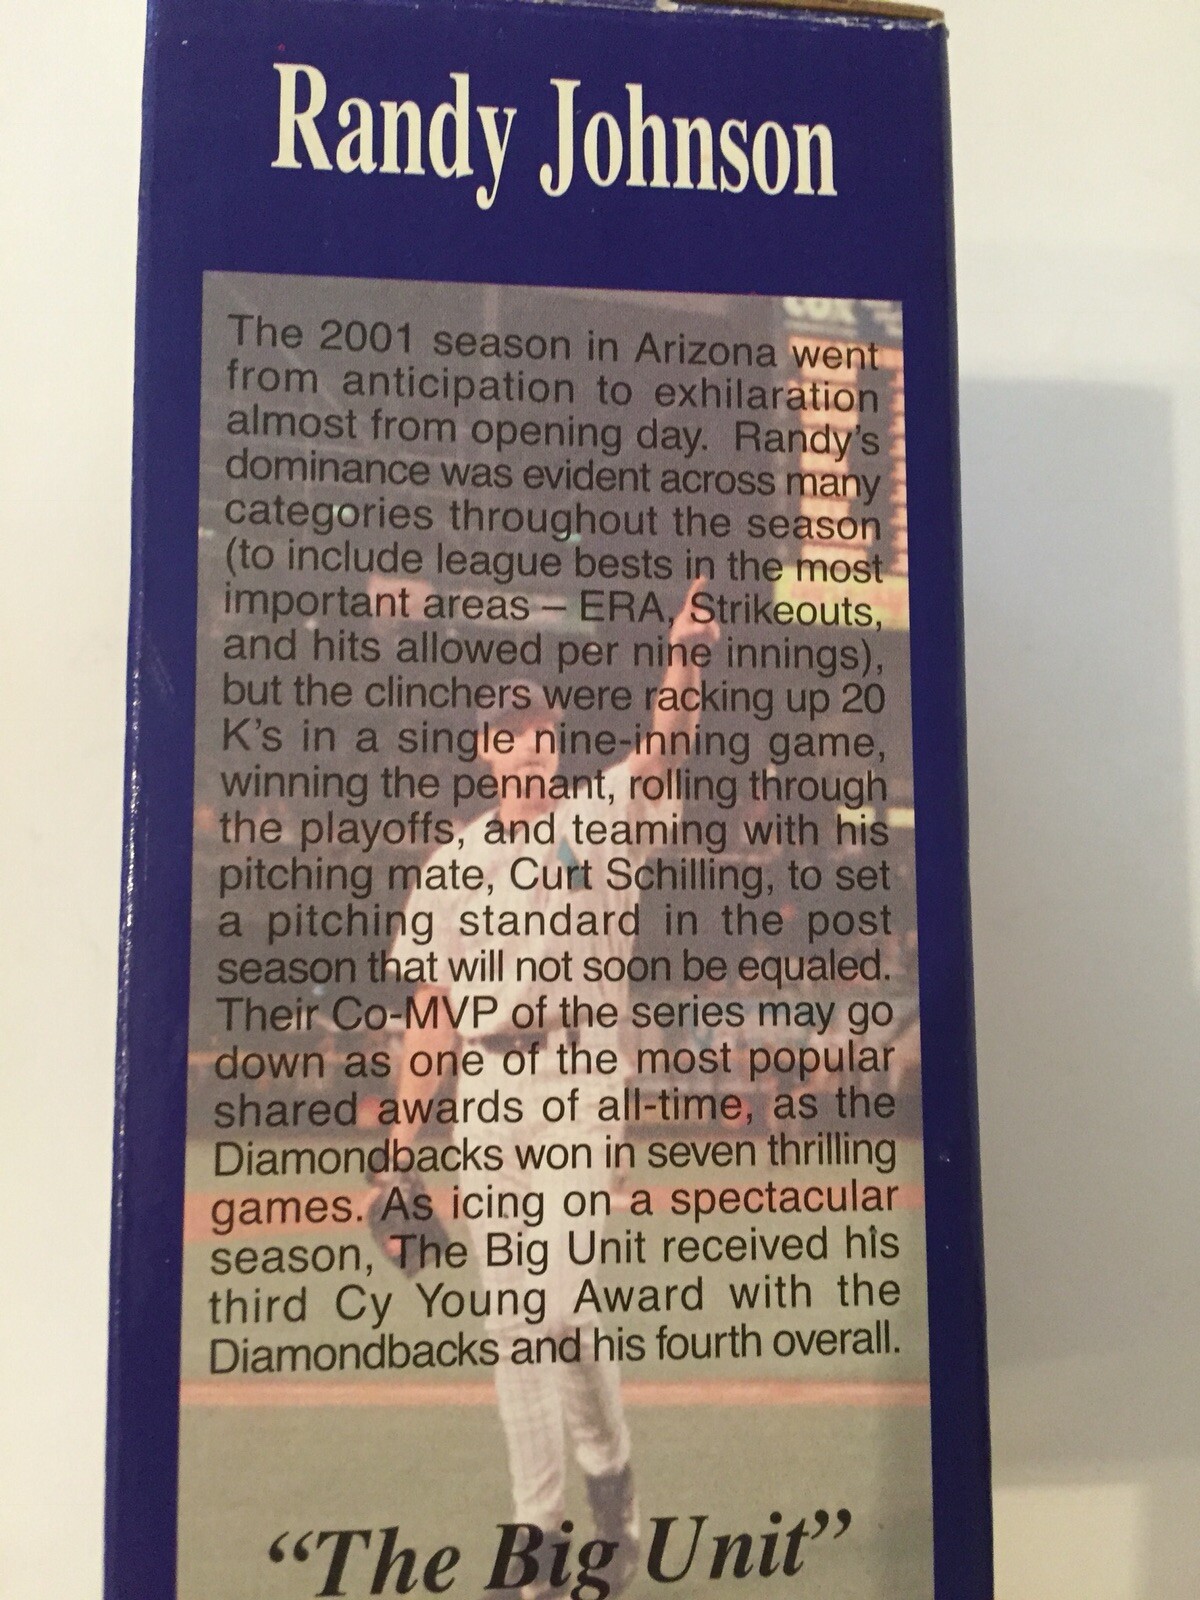 Randy Johnson
COX
The 2001 season in Arizona went
from anticipation to exhilaration
almost from opening day. Randy's
dominance was evident across many
categories throughout the season
(to include league bests in the most
important areas – ERA, Strikeouts,
and hits allowed per nine innings),
but the clinchers were racking up 20
K's in a single nine-inning game,
winning the pennant, rolling through
the playoffs, and teaming with his
pitching mate, Curt Schilling, to set
a pitching standard in the post
season that will not soon be equaled.
Their Co-MVP of the series may go
down as one of the most popular
shared awards of all-time, as the
Diamondbacks won in seven thrilling
games. As icing on a spectacular
season, The Big Unit received his
third Cy Young Award with the
Diamondbacks and his fourth overall.
“The Big Unit”